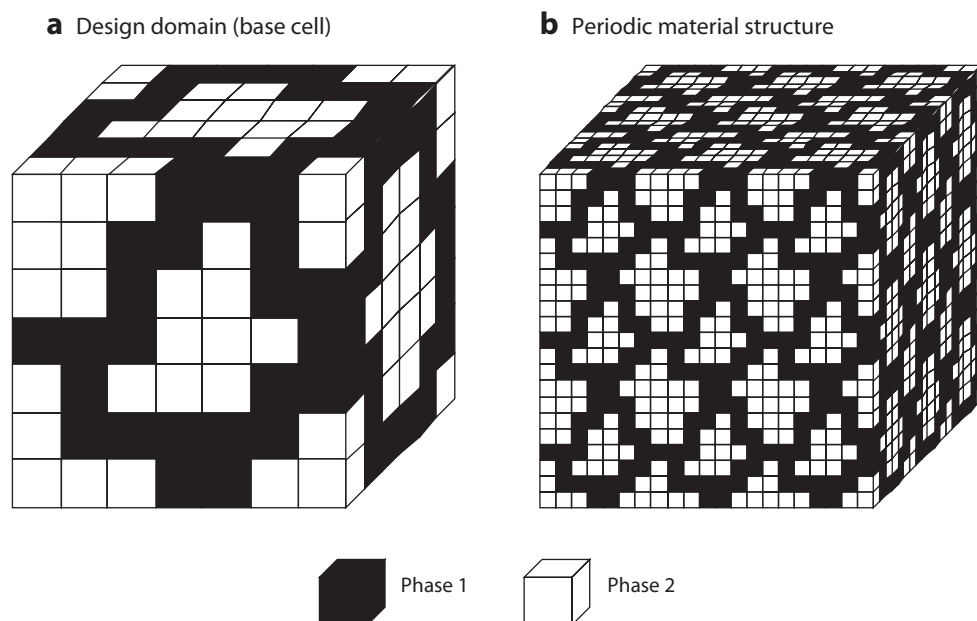 a Design domain (base cell)
b Periodic material structure
Phase 1
Phase 2